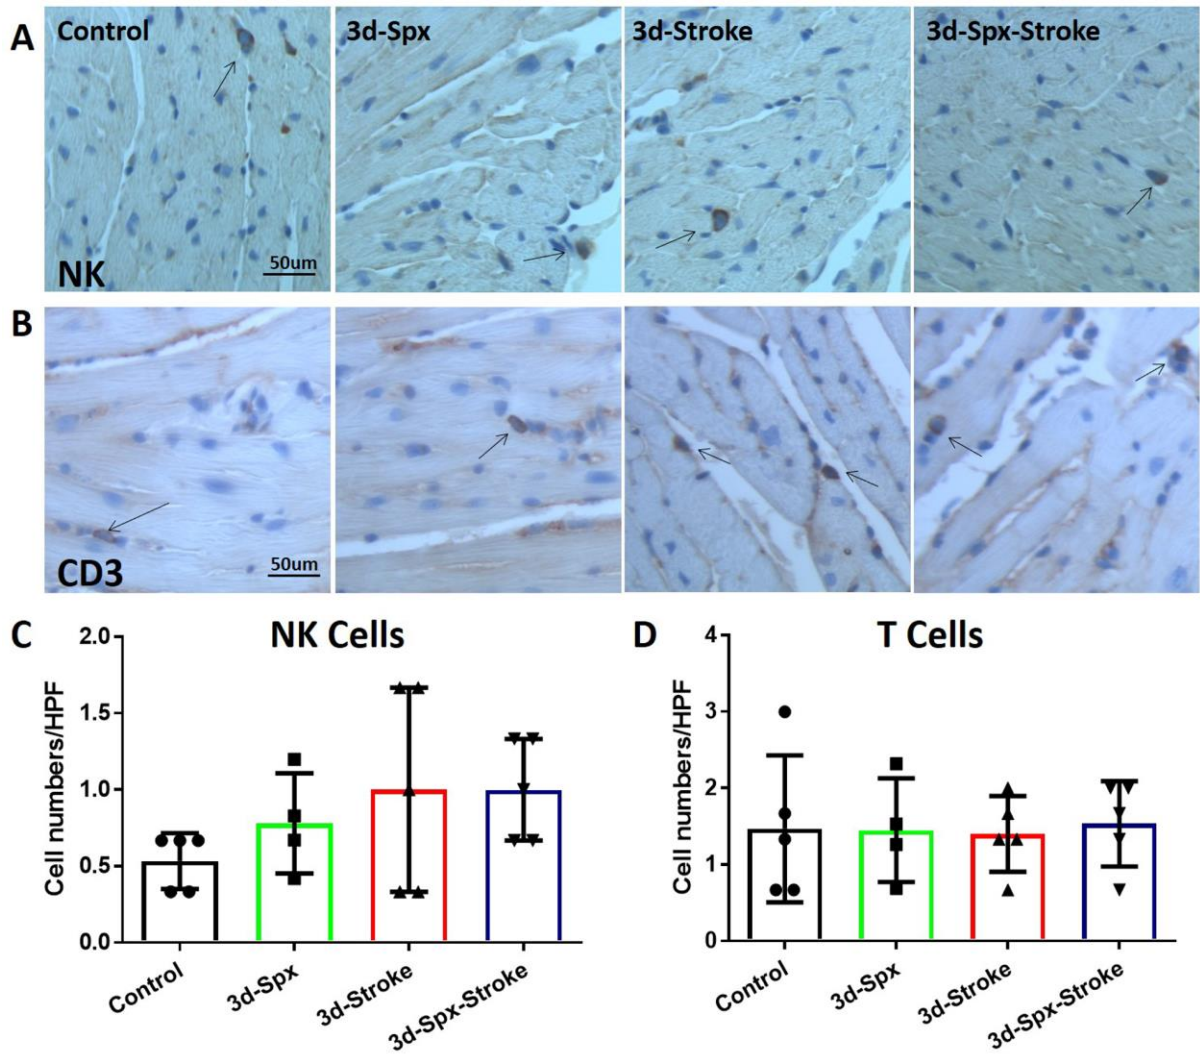 A
Control
3d-Spx
3d-Stroke
3d-Spx-Stroke
NK
50um
B
CD3
50um
C
NK Cells
Cell numbers/HPF
2.0
1.5
1.0
0.5
0.0
Control
3d-Spx
3d-Stroke
3d-Spx-Stroke
D
T Cells
Cell numbers/HPF
4
3
2
1
0
Control
3d-Spx
3d-Stroke
3d-Spx-Stroke